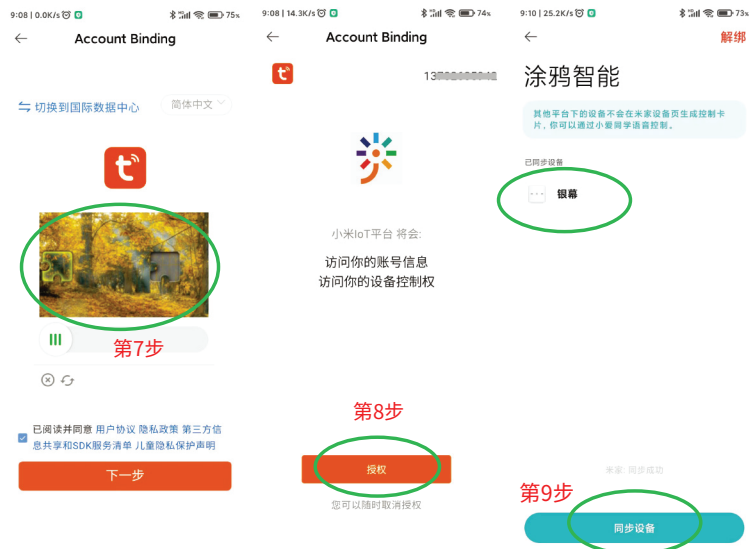 9:08 | 0.0K/s
75%
Account Binding
切换到国际数据中心
简体中文
第7步
已阅读并同意 用户协议 隐私政策 第三方信
息共享和SDK服务清单 儿童隐私保护声明
下一步
9:08 | 14.3K/s
74%
Account Binding
小米IoT平台 将会:
访问你的账号信息
访问你的设备控制权
第8步
授权
您可以随时取消授权
9:10 | 25.2K/s
73%
解绑
涂鸦智能
其他平台下的设备不会在米家设备页生成控制卡
片,你可以通过小爱同学语音控制。
已同步设备
银幕
米家: 同步成功
第9步
同步设备